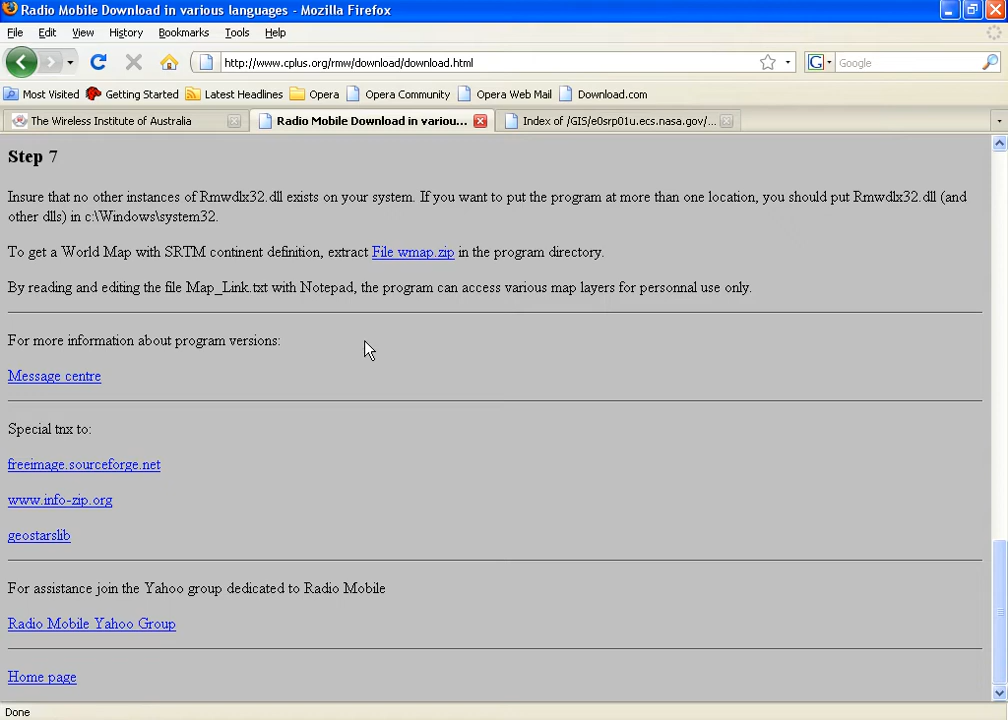 Radio Mobile Download in various languages - Mozilla Firefox
File Edit View History Bookmarks Tools Help
http://www.cplus.org/rmw/download/download.html
G Google
Most Visited Getting Started Latest Headlines Opera Opera Community Opera Web Mail Download.com
The Wireless Institute of Australia Radio Mobile Download in variou... Index of /GIS/e0srp01u.ecs.nasa.gov/...
Step 7
Insure that no other instances of Rmwdlx32.dll exists on your system. If you want to put the program at more than one location, you should put Rmwdlx32.dll (and
other dlls) in c:\Windows\system32.
To get a World Map with SRTM continent definition, extract File wmap.zip in the program directory.
By reading and editing the file Map_Link.txt with Notepad, the program can access various map layers for personnal use only.
For more information about program versions:
Message centre
Special tnx to:
freeimage.sourceforge.net
www.info-zip.org
geostarslib
For assistance join the Yahoo group dedicated to Radio Mobile
Radio Mobile Yahoo Group
Home page
Done